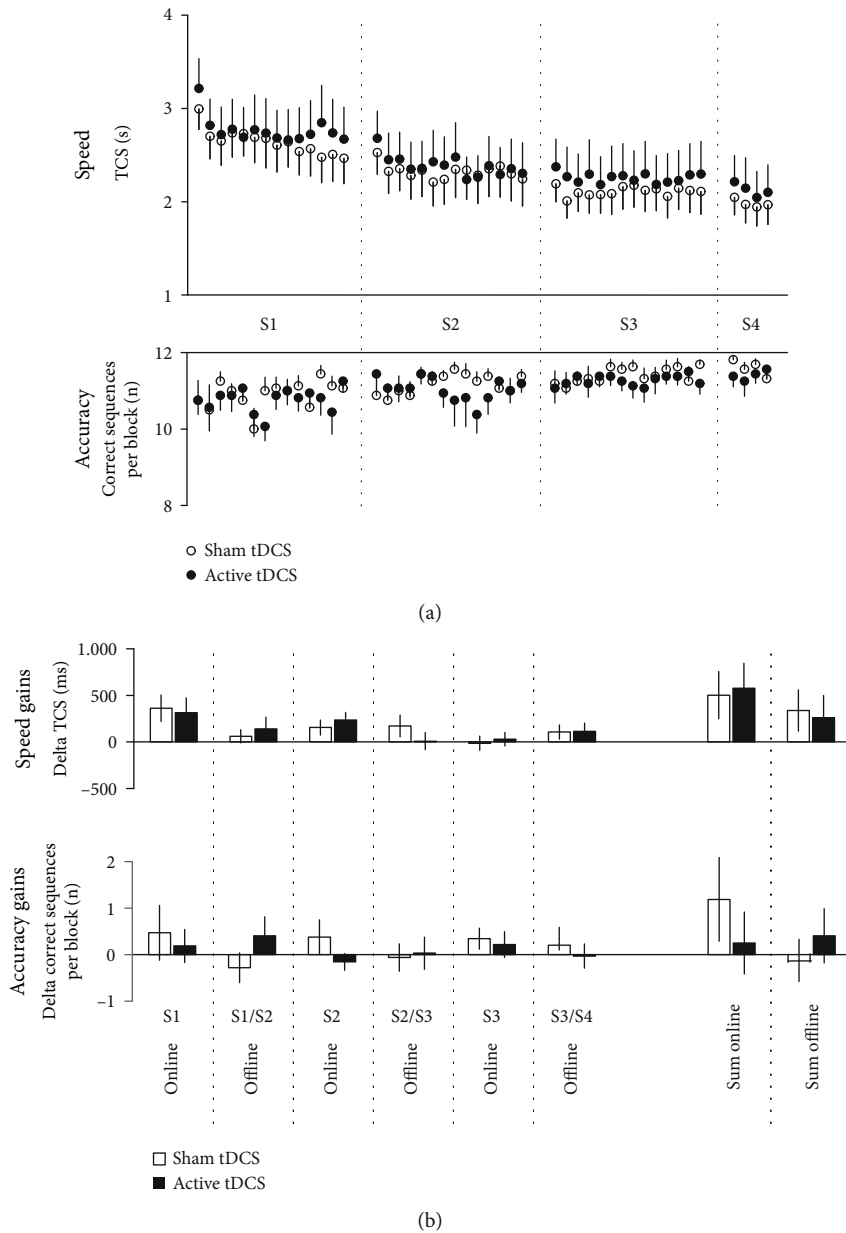 4
3
2
1
Speed
TCS (s)
S1
S2
S3
S4
12
10
8
Accuracy
Correct sequences
per block (n)
Sham tDCS
Active tDCS
(a)
1.000
500
0
–500
Speed gains
Delta TCS (ms)
2
1
0
–1
Accuracy gains
Delta correct sequences
per block (n)
S1
S1/S2
S2
S2/S3
S3
S3/S4
Online
Offline
Online
Offline
Online
Offline
Sum online
Sum offline
Sham tDCS
Active tDCS
(b)